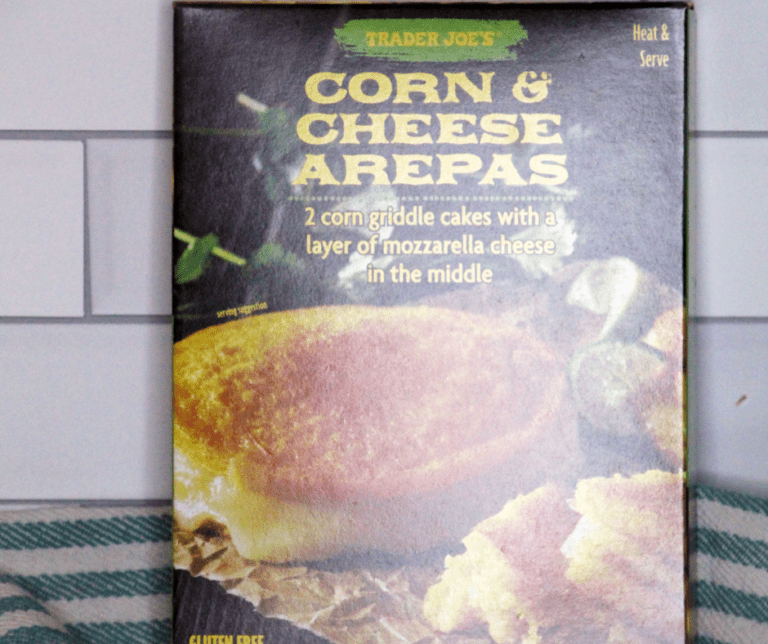 TRADER JOE'S
Heat &
Serve
CORN &
CHEESE
AREPAS
2 corn griddle cakes with a
layer of mozzarella cheese
in the middle
serving suggestion
GLUTEN FREE